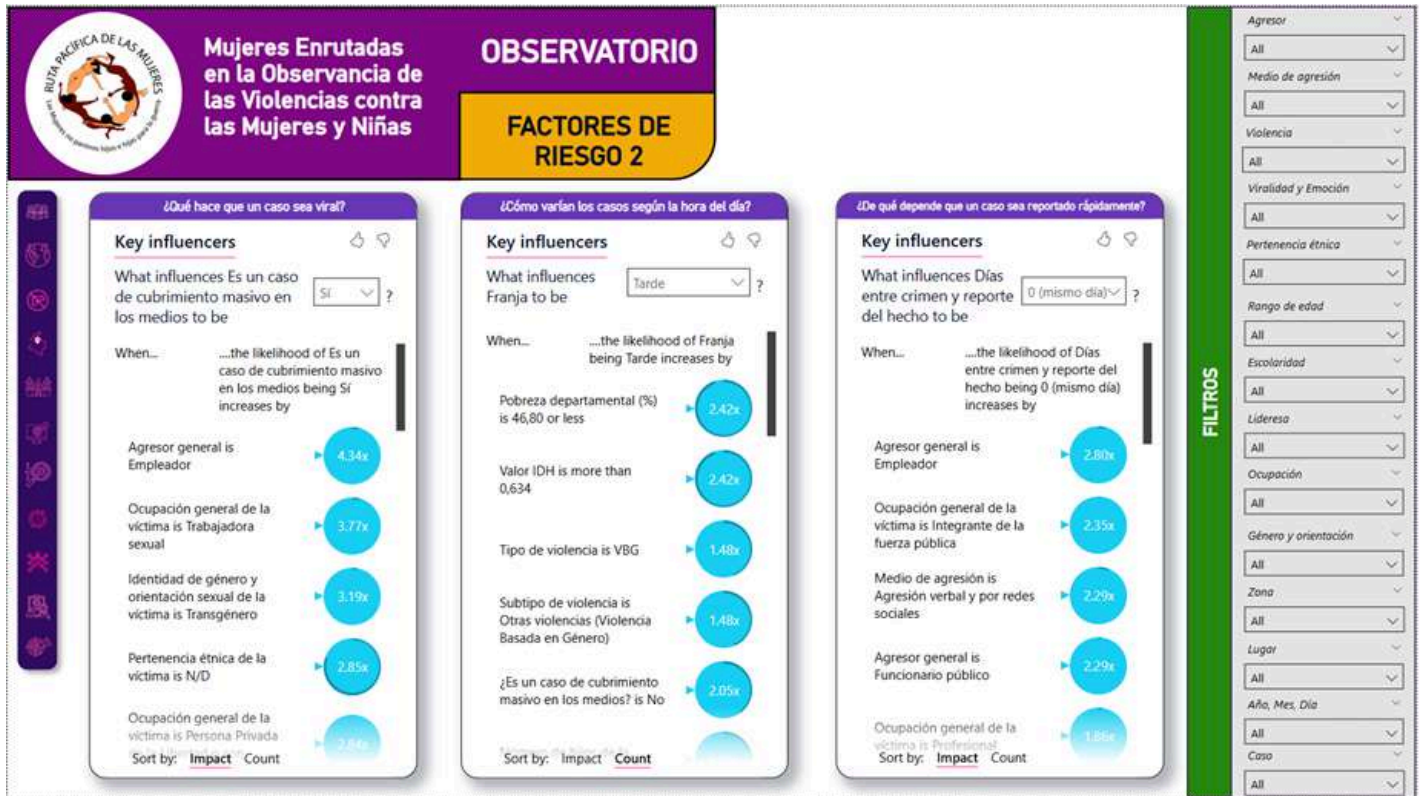 RUTA PACÍFICA DE LAS MUJERES
Mujeres Enrutadas
en la Observancia de
las Violencias contra
las Mujeres y Niñas
OBSERVATORIO
FACTORES DE
RIESGO 2
¿Qué hace que un caso sea viral?
Key influencers
What influences Es un caso
de cubrimiento masivo en
los medios to be
Sí
?
When...
....the likelihood of Es un
caso de cubrimiento masivo
en los medios being Sí
increases by
Agresor general is
Empleador
4.34x
Ocupación general de la
víctima is Trabajadora
sexual
3.77x
Identidad de género y
orientación sexual de la
víctima is Transgénero
3.19x
Pertenencia étnica de la
víctima is N/D
2.85x
Ocupación general de la
víctima is Persona Privada
Sort by: Impact Count
¿Cómo varían los casos según la hora del día?
Key influencers
What influences
Franja to be
Tarde
?
When...
....the likelihood of Franja
being Tarde increases by
Pobreza departamental (%)
is 46,80 or less
2.42x
Valor IDH is more than
0,634
2.42x
Tipo de violencia is VBG
1.48x
Subtipo de violencia is
Otras violencias (Violencia
Basada en Género)
1.48x
¿Es un caso de cubrimiento
masivo en los medios? is No
2.05x
Sort by: Impact Count
¿De qué depende que un caso sea reportado rápidamente?
Key influencers
What influences Días
entre crimen y reporte
del hecho to be
0 (mismo día)
?
When...
....the likelihood of Días
entre crimen y reporte del
hecho being 0 (mismo día)
increases by
Agresor general is
Empleador
2.80x
Ocupación general de la
víctima is Integrante de la
fuerza pública
2.35x
Medio de agresión is
Agresión verbal y por redes
sociales
2.29x
Agresor general is
Funcionario público
2.29x
Ocupación general de la
víctima is Profesional
1.86x
Sort by: Impact Count
FILTROS
Agresor
All
Medio de agresión
All
Violencia
All
Viralidad y Emoción
All
Pertenencia étnica
All
Rango de edad
All
Escolaridad
All
Lideresa
All
Ocupación
All
Género y orientación
All
Zona
All
Lugar
All
Año, Mes, Día
All
Caso
All